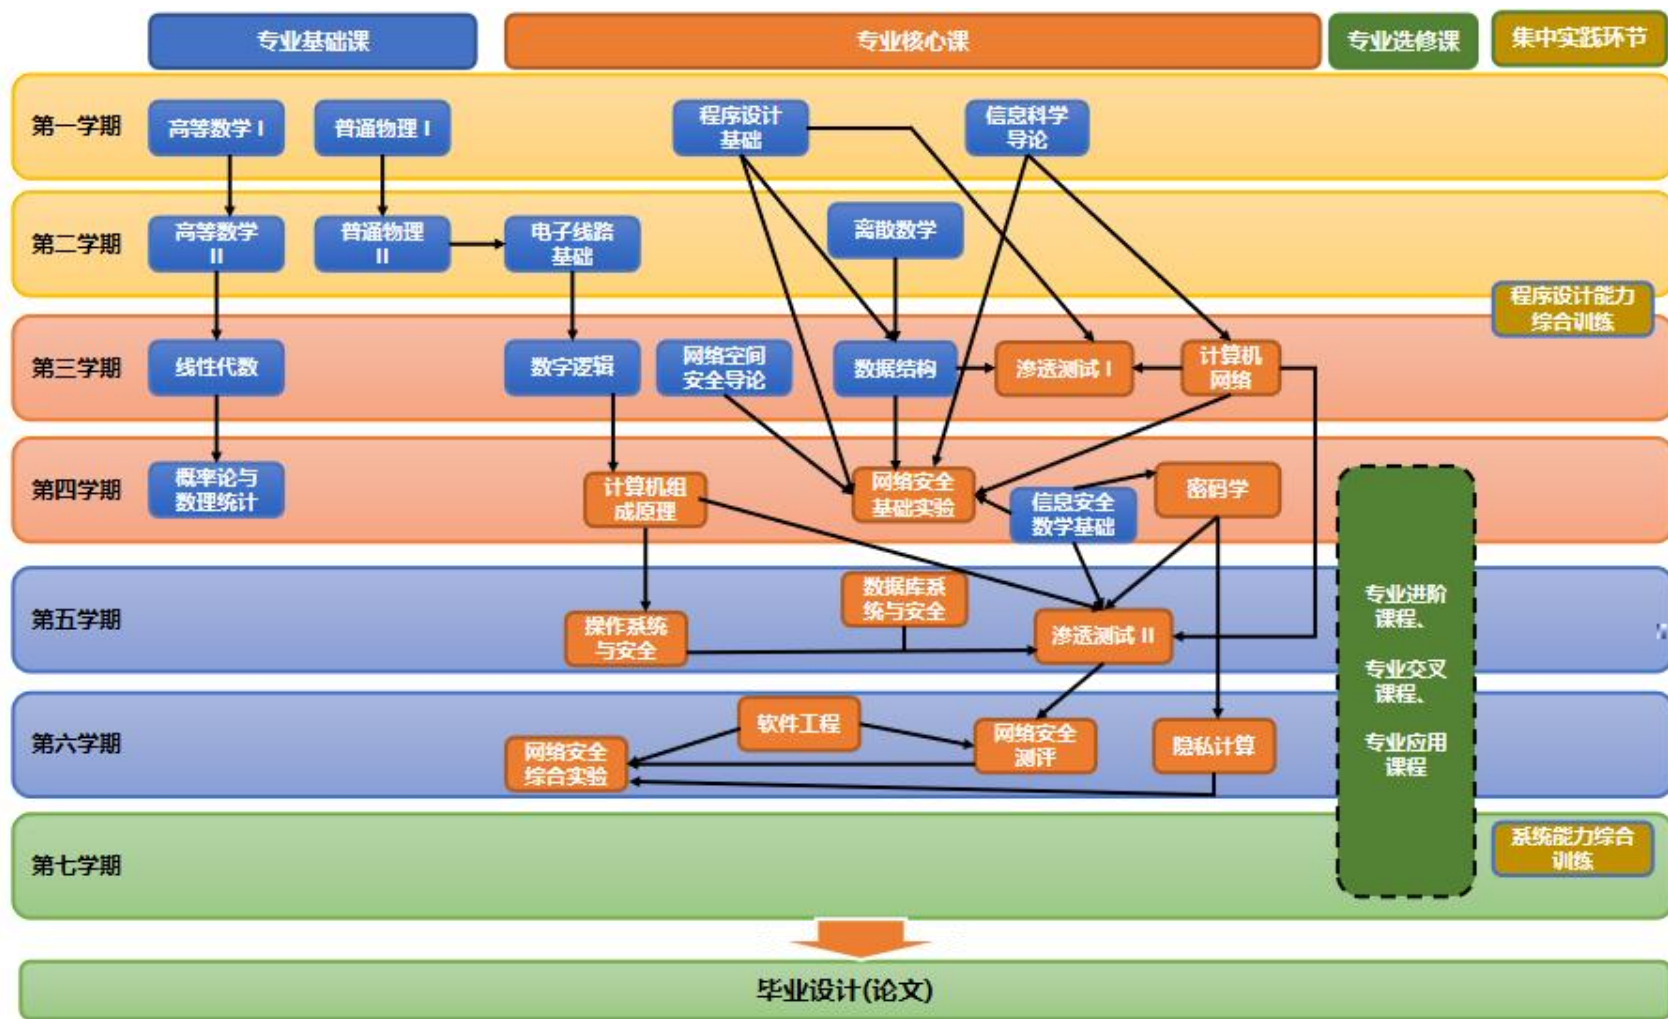 专业基础课
专业核心课
专业选修课
集中实践环节
第一学期
高等数学 I
普通物理 I
程序设计
基础
信息科学
导论
第二学期
高等数学
II
普通物理
II
电子线路
基础
离散数学
程序设计能力
综合训练
第三学期
线性代数
数字逻辑
网络空间
安全导论
数据结构
渗透测试 I
计算机
网络
第四学期
概率论与
数理统计
计算机组
成原理
网络安全
基础实验
信息安全
数学基础
密码学
第五学期
操作系统
与安全
数据库系
统与安全
渗透测试 II
专业进阶
课程、
专业交叉
课程、
专业应用
课程
第六学期
网络安全
综合实验
软件工程
网络安全
测评
隐私计算
第七学期
系统能力综合
训练
毕业设计(论文)